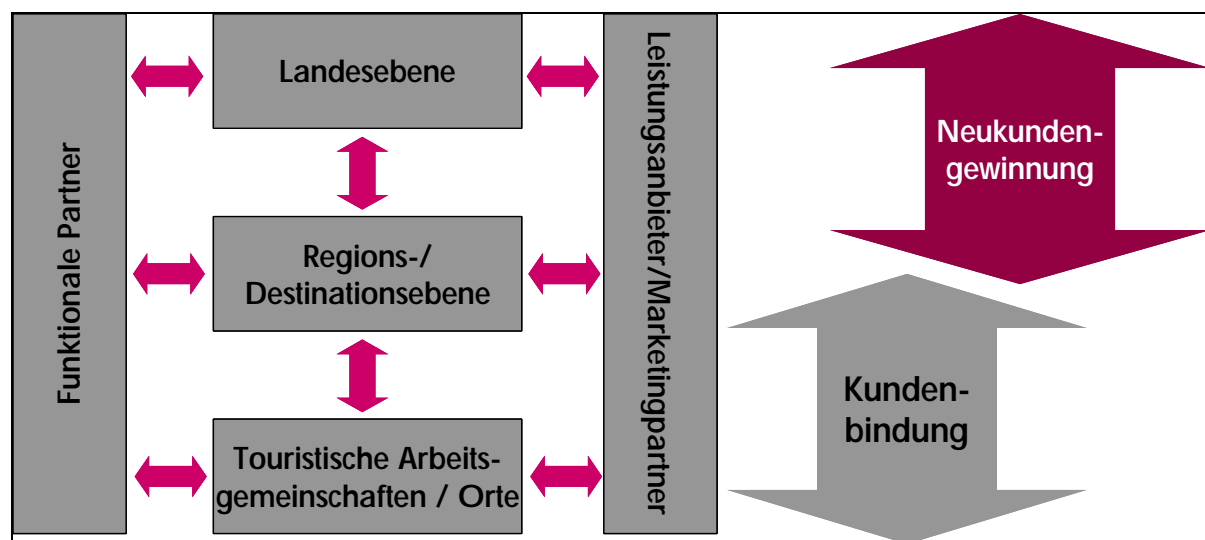 Funktionale Partner
Landesebene
Regions-/
Destinationsebene
Touristische Arbeits-
gemeinschaften / Orte
Leistungsanbieter/Marketingpartner
Neukunden-
gewinnung
Kunden-
bindung